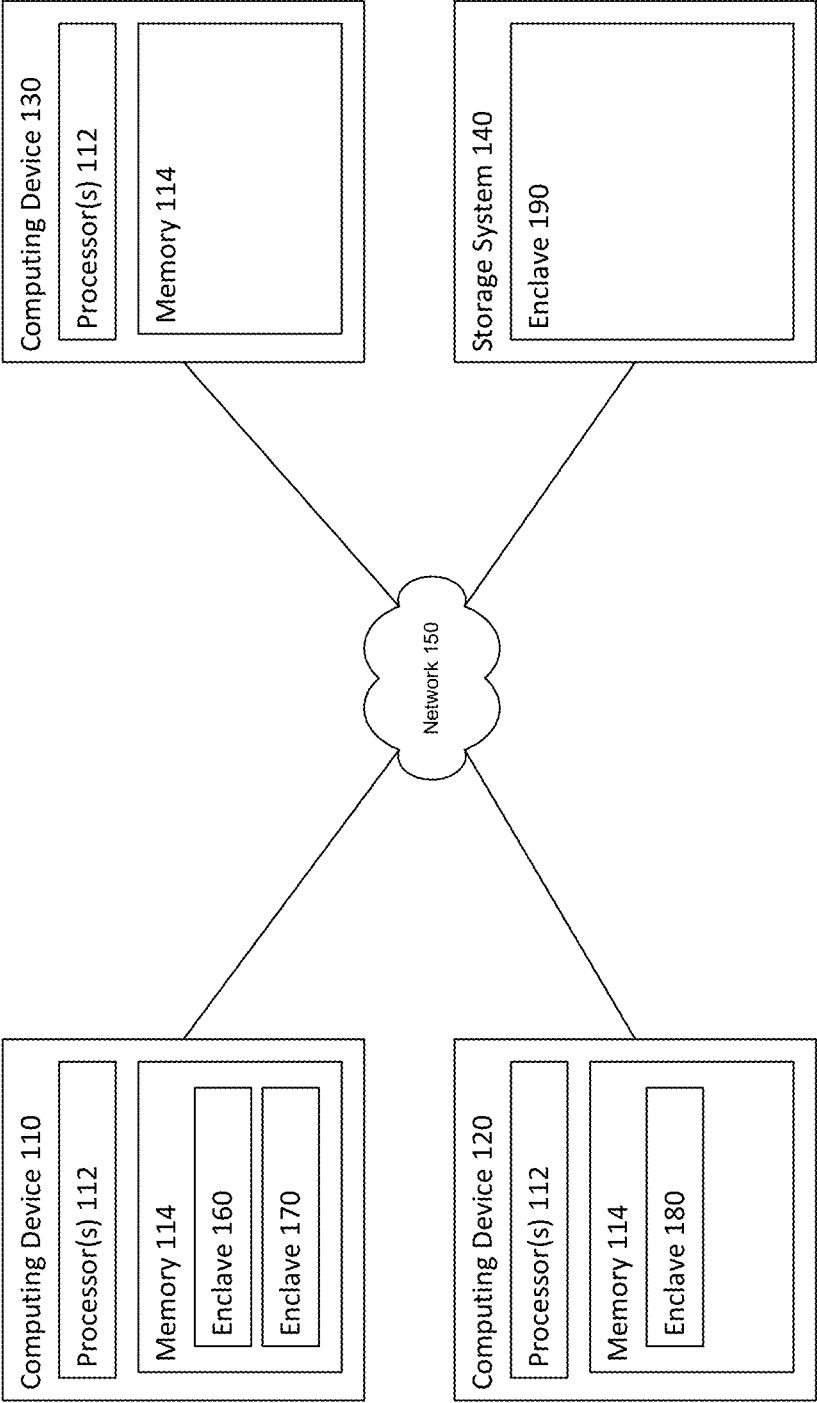 Computing Device 110
Processor(s) 112
Memory 114
Enclave 160
Enclave 170
Computing Device 120
Processor(s) 112
Memory 114
Enclave 180
Network 150
Computing Device 130
Processor(s) 112
Memory 114
Storage System 140
Enclave 190